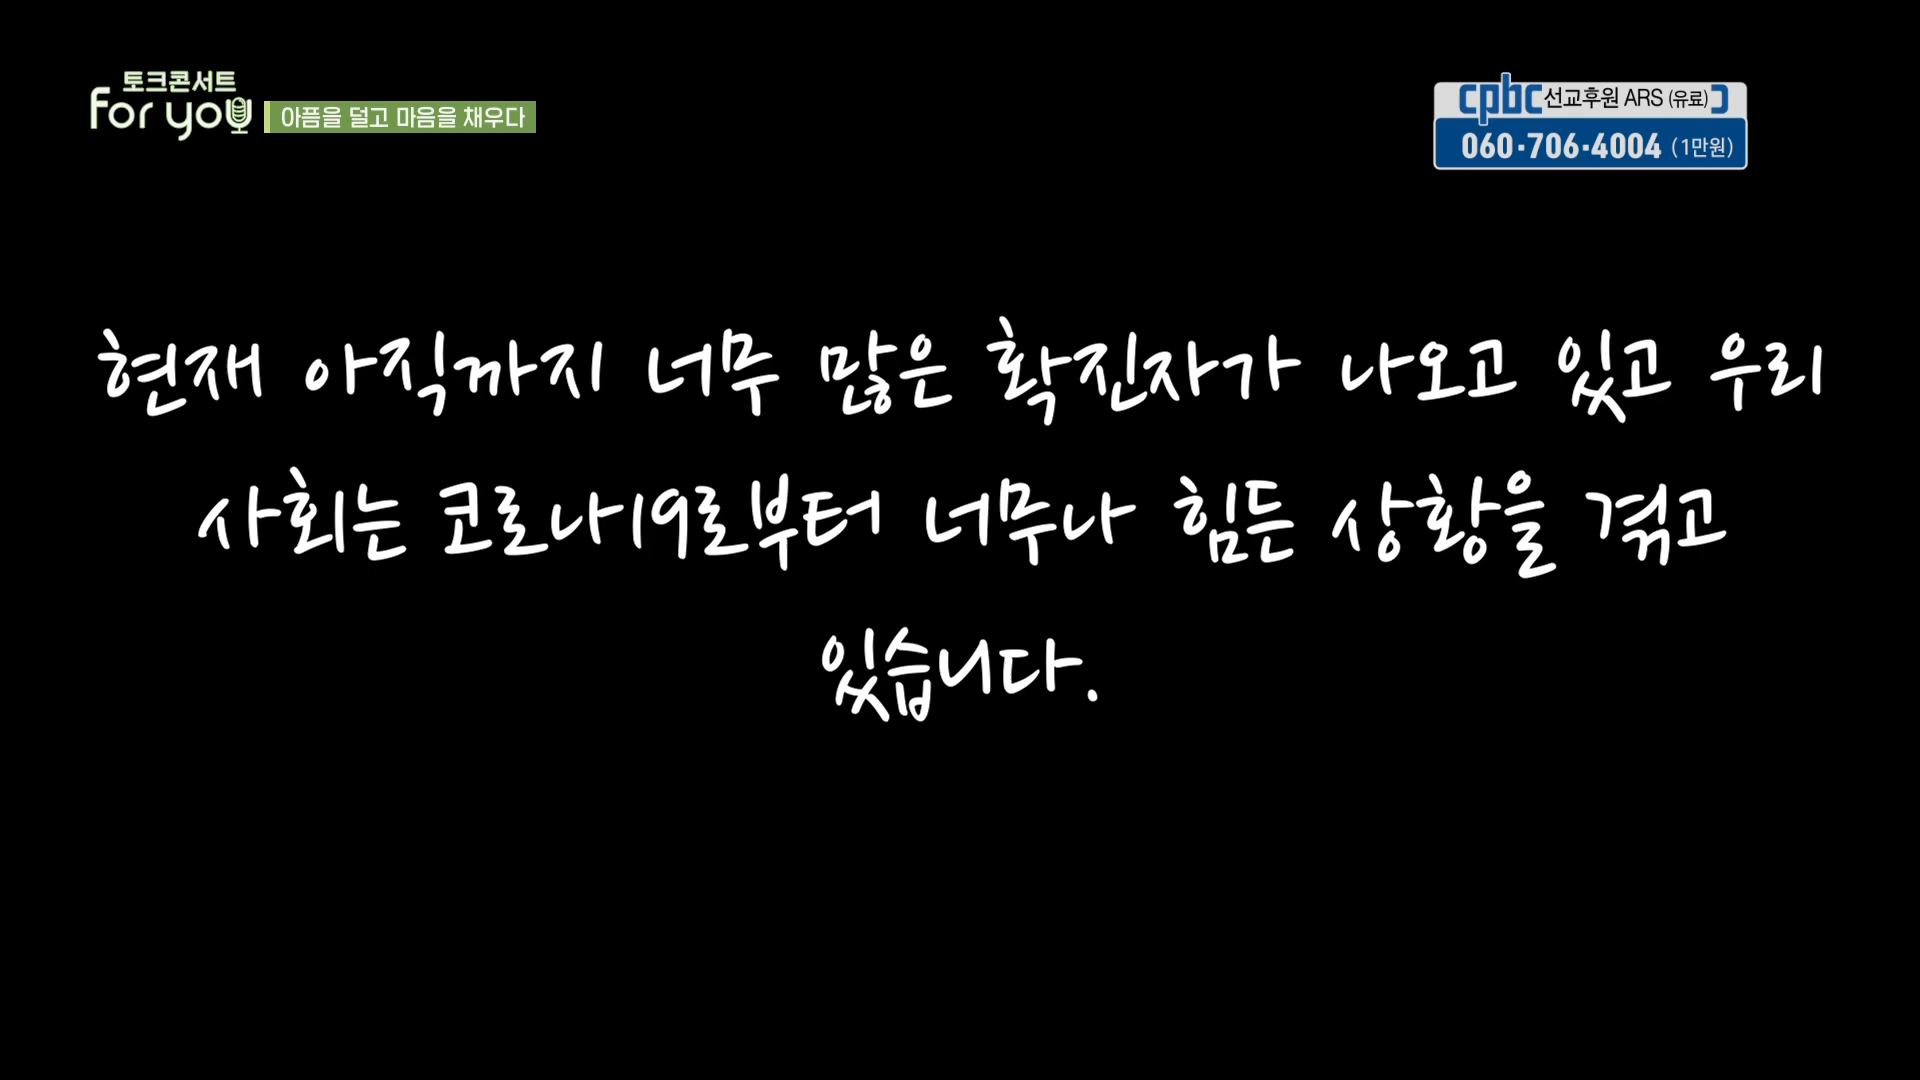 토크콘서트
For you
아픔을 덜고 마음을 채우다
cpbc 선교후원 ARS (유료)
060·706·4004 (1만원)
현재 아직까지 너무 많은 확진자가 나오고 있고 우리
사회는 코로나19로부터 너무나 힘든 상황을 겪고
있습니다.